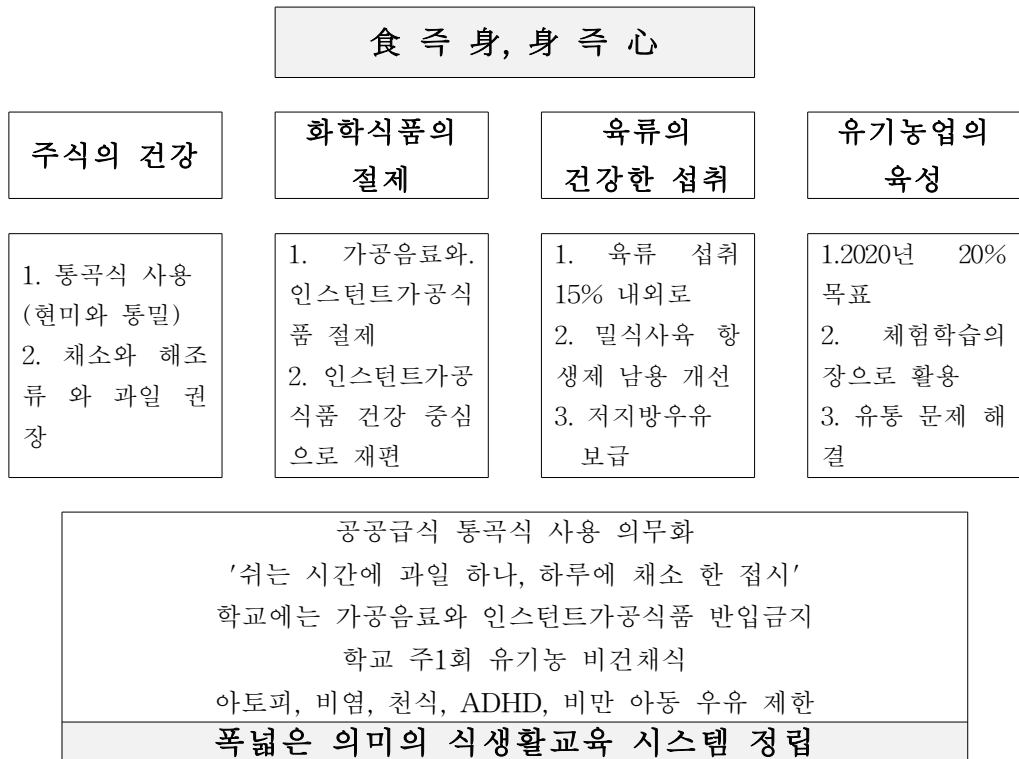 食 즉 身, 身 즉 心
주식의 건강
화학식품의
절제
육류의
건강한 섭취
유기농업의
육성
1. 통곡식 사용
(현미와 통밀)
2. 채소와 해조
류 와 과일 권
장
1. 가공음료와.
인스턴트가공식
품 절제
2. 인스턴트가공
식품 건강 중심
으로 재편
1. 육류 섭취
15% 내외로
2. 밀식사육 항
생제 남용 개선
3. 저지방우유
보급
1.2020년 20%
목표
2. 체험학습의
장으로 활용
3. 유통 문제 해
결
공공급식 통곡식 사용 의무화
'쉬는 시간에 과일 하나, 하루에 채소 한 접시'
학교에는 가공음료와 인스턴트가공식품 반입금지
학교 주1회 유기농 비건채식
아토피, 비염, 천식, ADHD, 비만 아동 우유 제한
폭넓은 의미의 식생활교육 시스템 정립